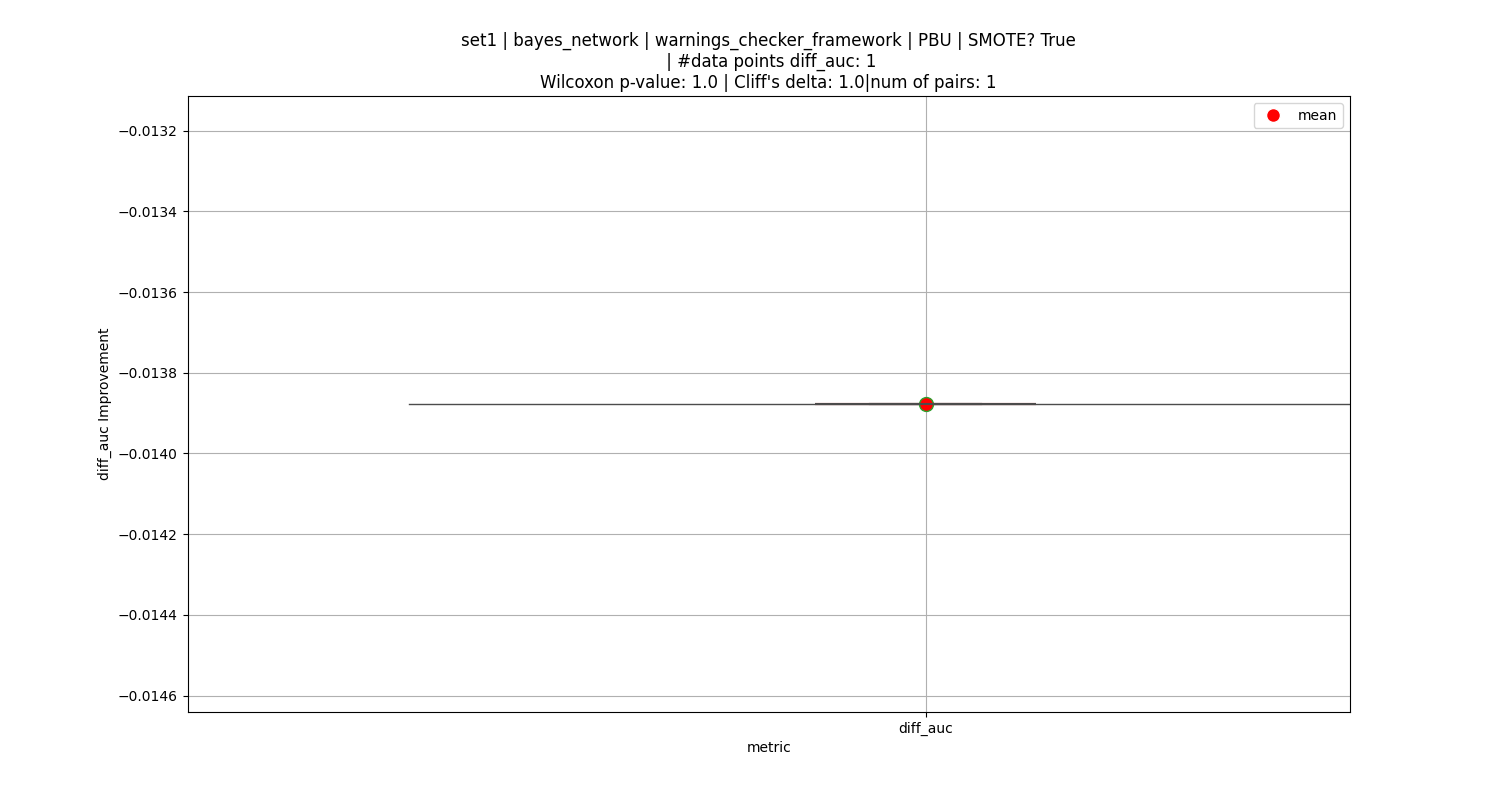 set1 | bayes_network | warnings_checker_framework | PBU | SMOTE? True
| #data points diff_auc: 1
Wilcoxon p-value: 1.0 | Cliff's delta: 1.0|num of pairs: 1
mean
−0.0132
−0.0134
−0.0136
−0.0138
−0.0140
−0.0142
−0.0144
−0.0146
diff_auc Improvement
diff_auc
metric